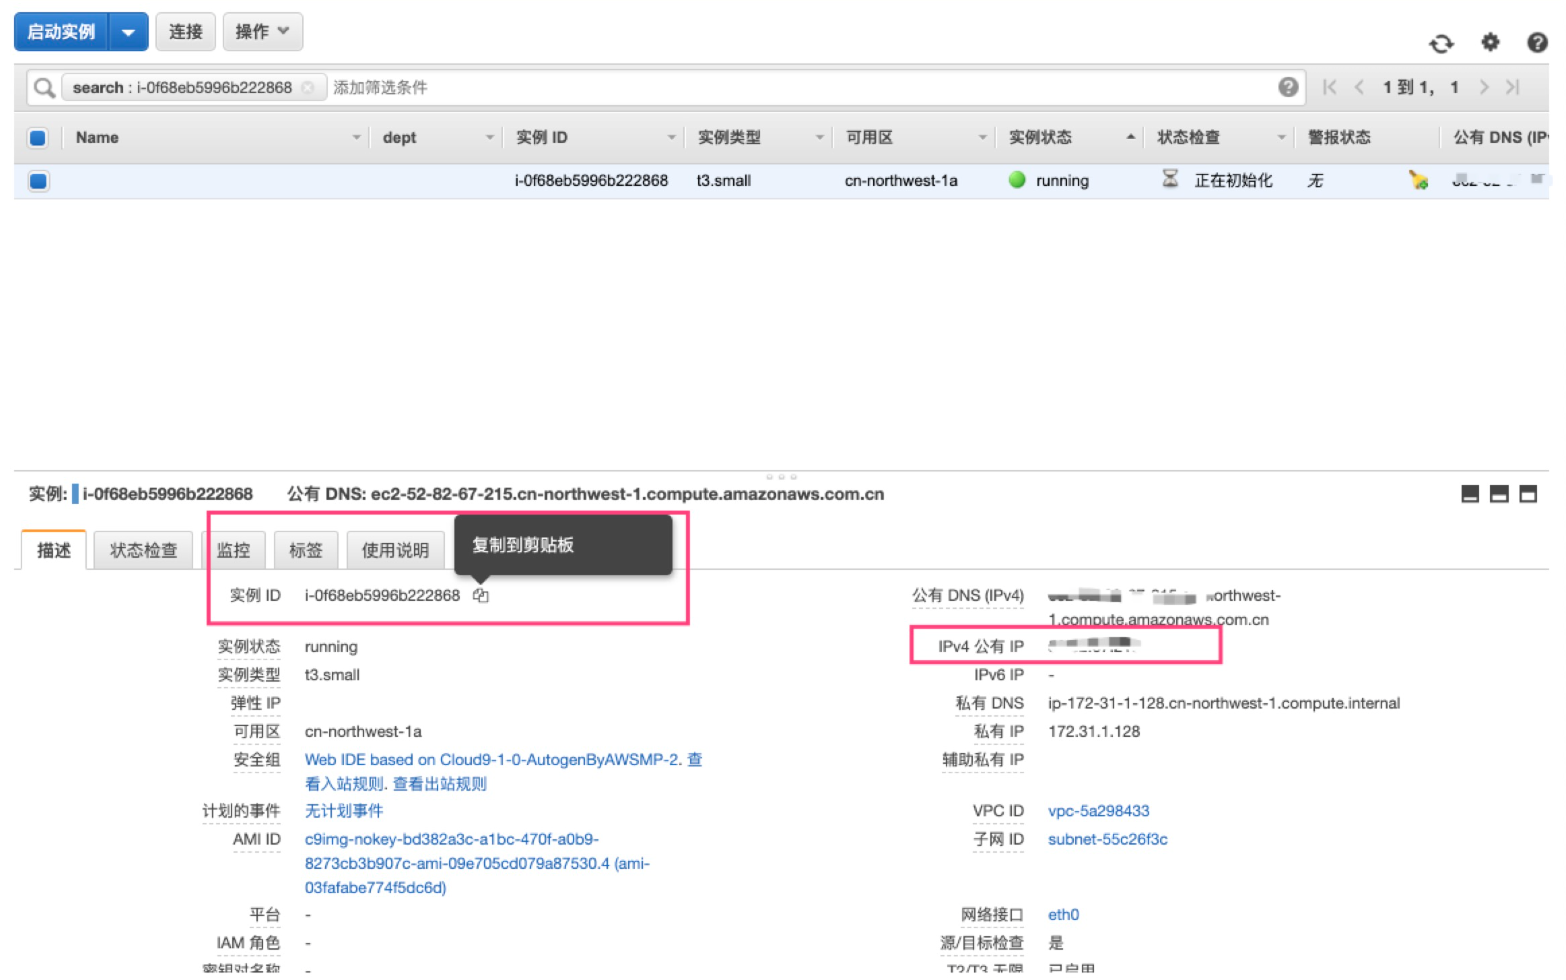 启动实例 连接 操作
search : i-0f68eb5996b222868 添加筛选条件 1 到 1， 1
Name dept 实例 ID 实例类型 可用区 实例状态 状态检查 警报状态 公有 DNS (IP
i-0f68eb5996b222868 t3.small cn-northwest-1a running 正在初始化 无
实例: i-0f68eb5996b222868 公有 DNS: ec2-52-82-67-215.cn-northwest-1.compute.amazonaws.com.cn
描述 状态检查 监控 标签 使用说明 复制到剪贴板
实例 ID i-0f68eb5996b222868
公有 DNS (IPv4) orthwest-
1.compute.amazonaws.com.cn
实例状态 running
IPv4 公有 IP
实例类型 t3.small
IPv6 IP -
弹性 IP
私有 DNS ip-172-31-1-128.cn-northwest-1.compute.internal
可用区 cn-northwest-1a
私有 IP 172.31.1.128
安全组 Web IDE based on Cloud9-1-0-AutogenByAWSMP-2. 查
看入站规则. 查看出站规则
辅助私有 IP
计划的事件 无计划事件
VPC ID vpc-5a298433
AMI ID c9img-nokey-bd382a3c-a1bc-470f-a0b9-
8273cb3b907c-ami-09e705cd079a87530.4 (ami-
03fafabe774f5dc6d)
子网 ID subnet-55c26f3c
平台 -
网络接口 eth0
IAM 角色 -
源/目标检查 是
密钥对名称 -
T2/T3 无限 已启用